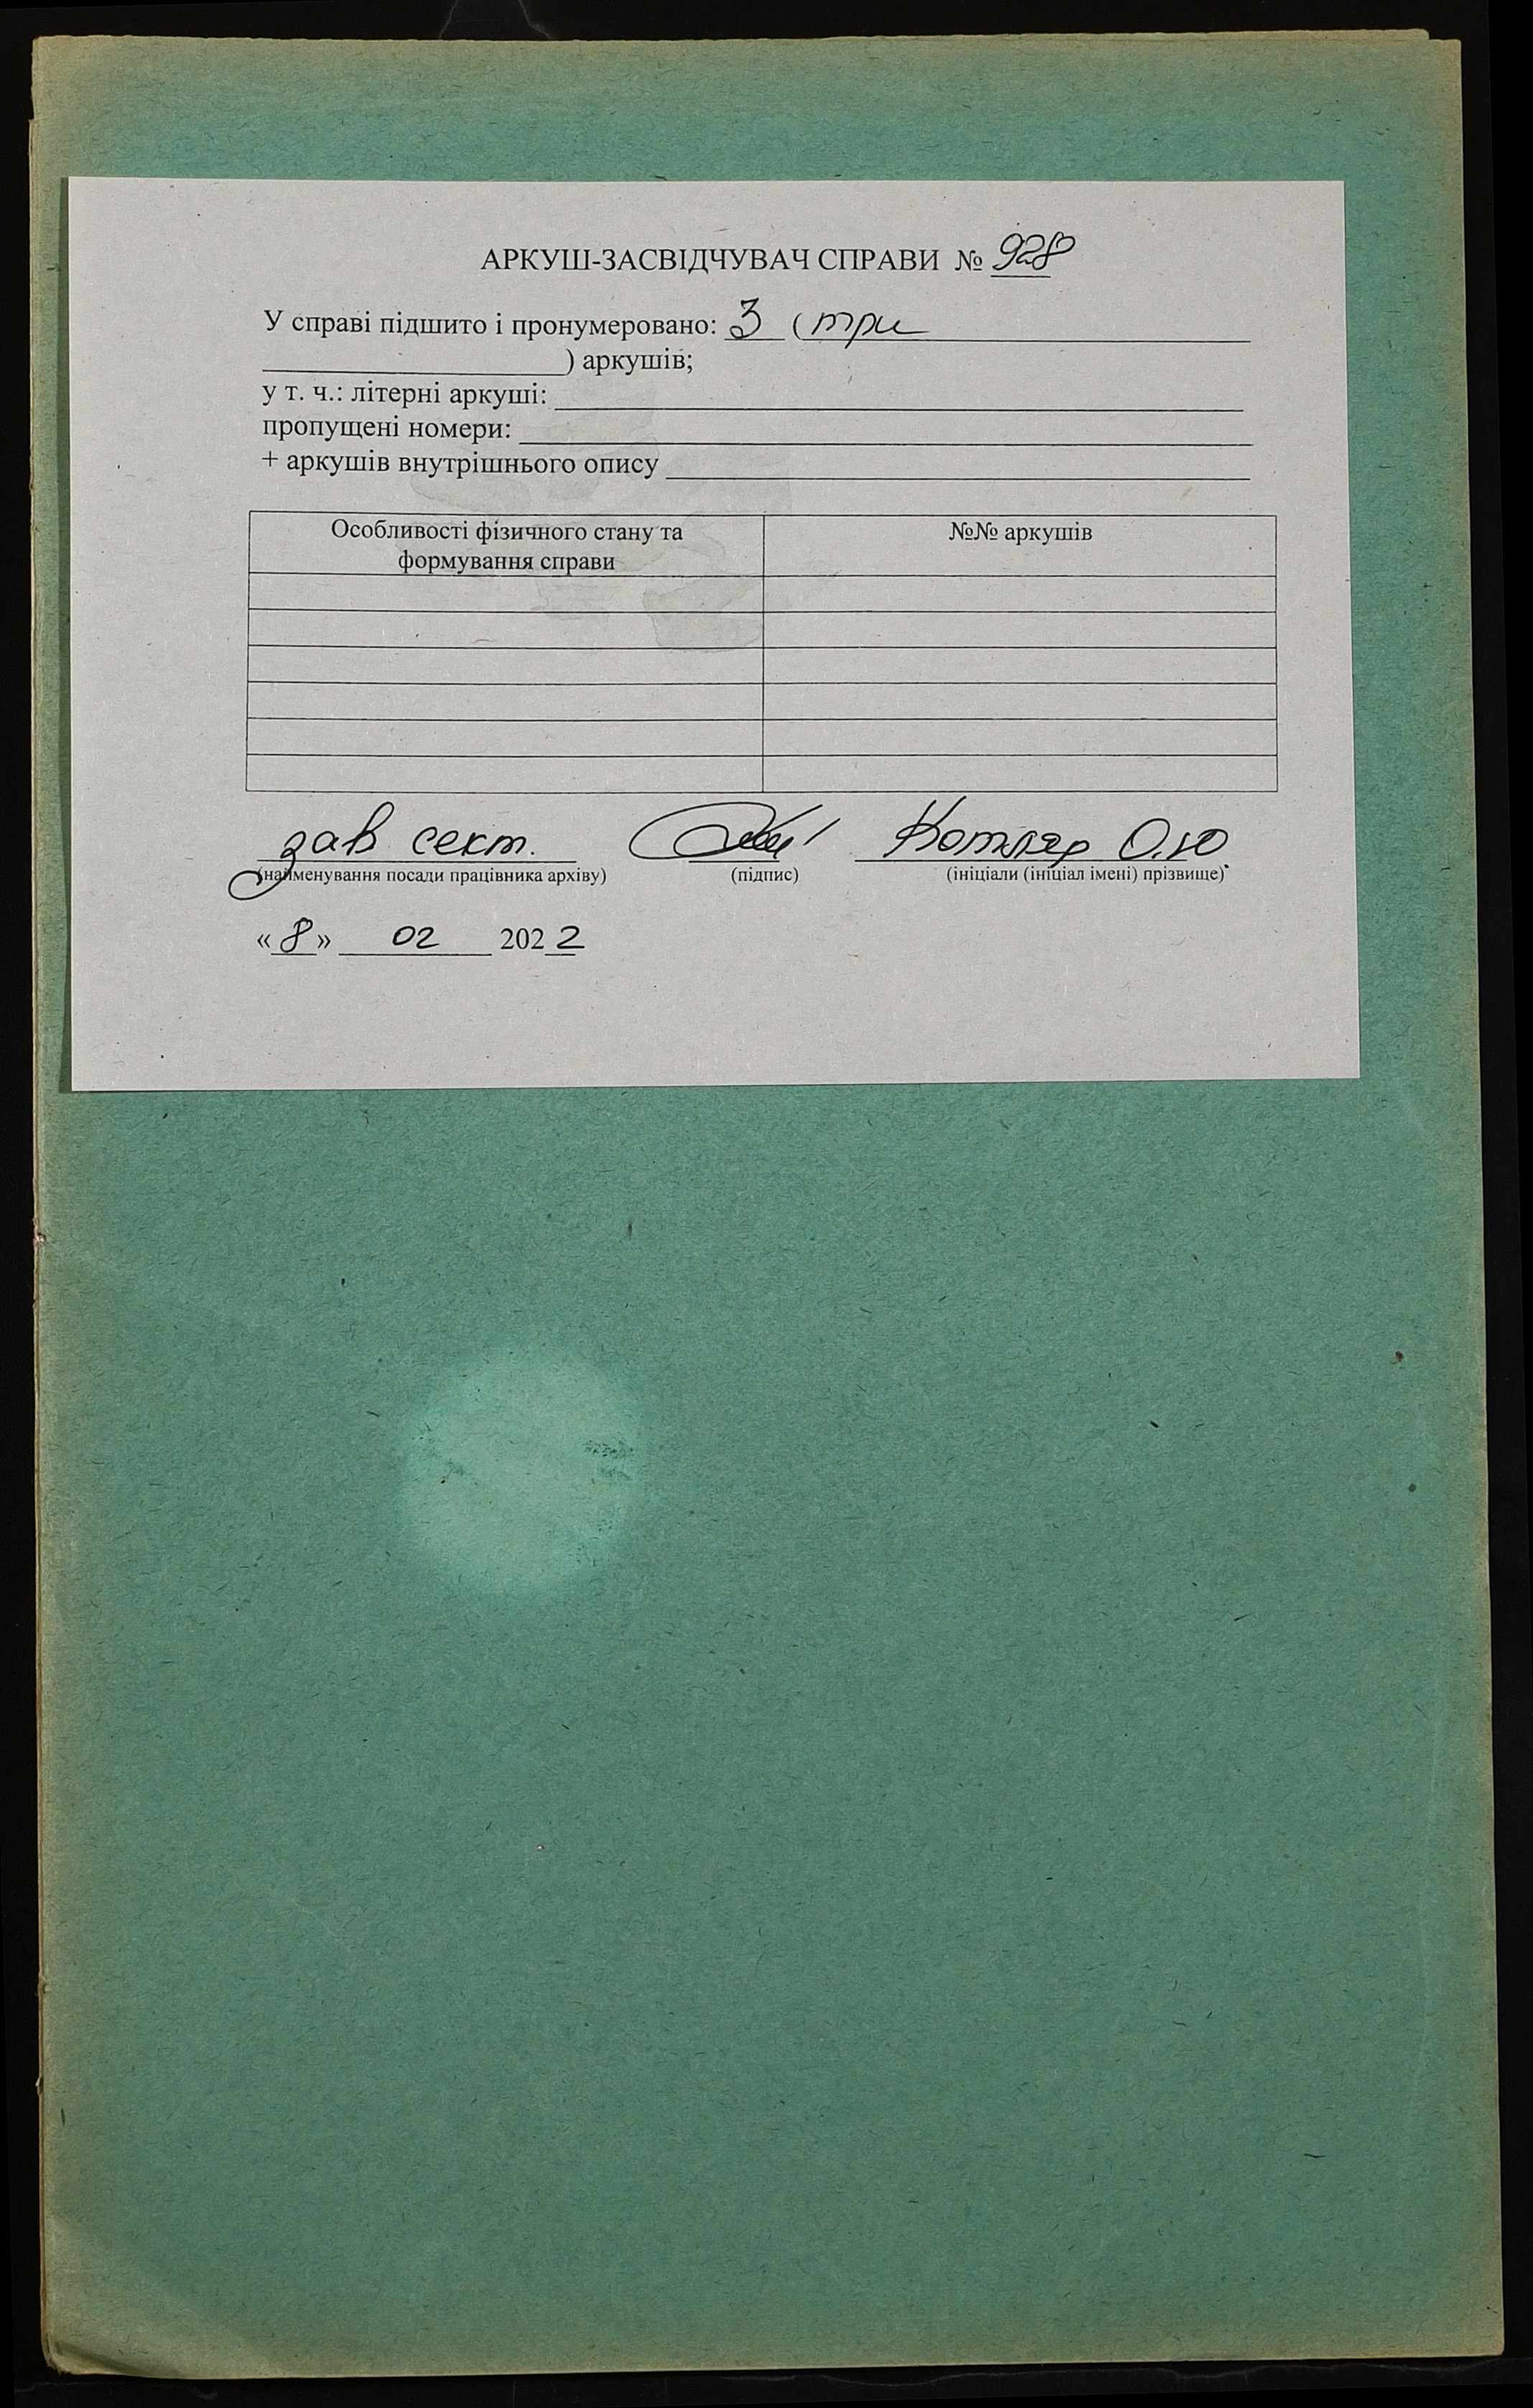 АРКУШ-ЗАСВІДЧУВАЧ СПРАВИ № 928
У справі підшито і пронумеровано: 3 (три
) аркушів;
у т. ч.: літерні аркуші:
пропущені номери:
+ аркушів внутрішнього опису
Особливості фізичного стану та формування справи №№ аркушів
зав сект. Котляр О.Ю.
(найменування посади працівника архіву) (підпис) (ініціали (ініціал імені) прізвище)
«8» 02 2022